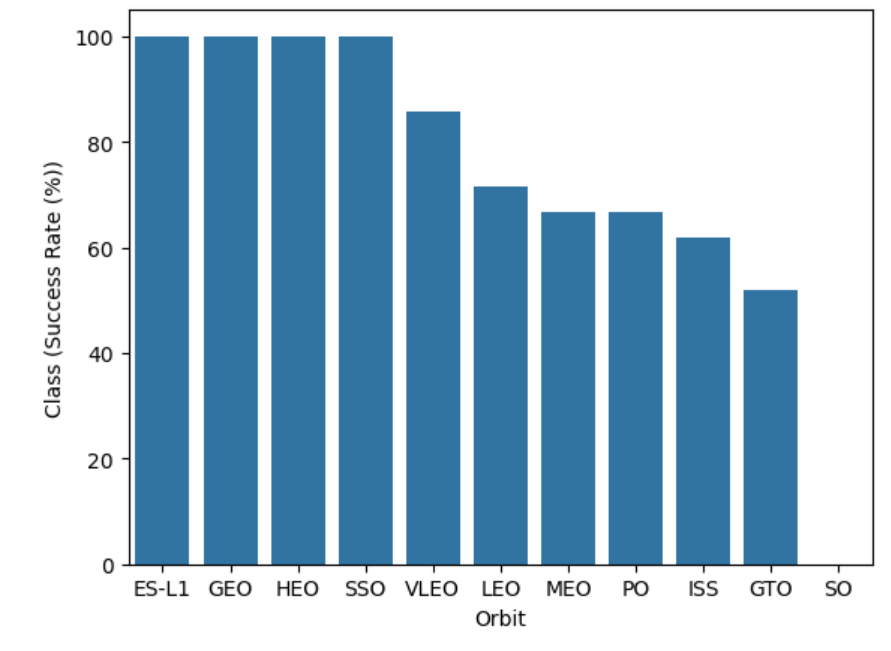 100
80
60
40
20
0
Class (Success Rate (%))
ES-L1 GEO HEO SSO VLEO LEO MEO PO ISS GTO SO
Orbit